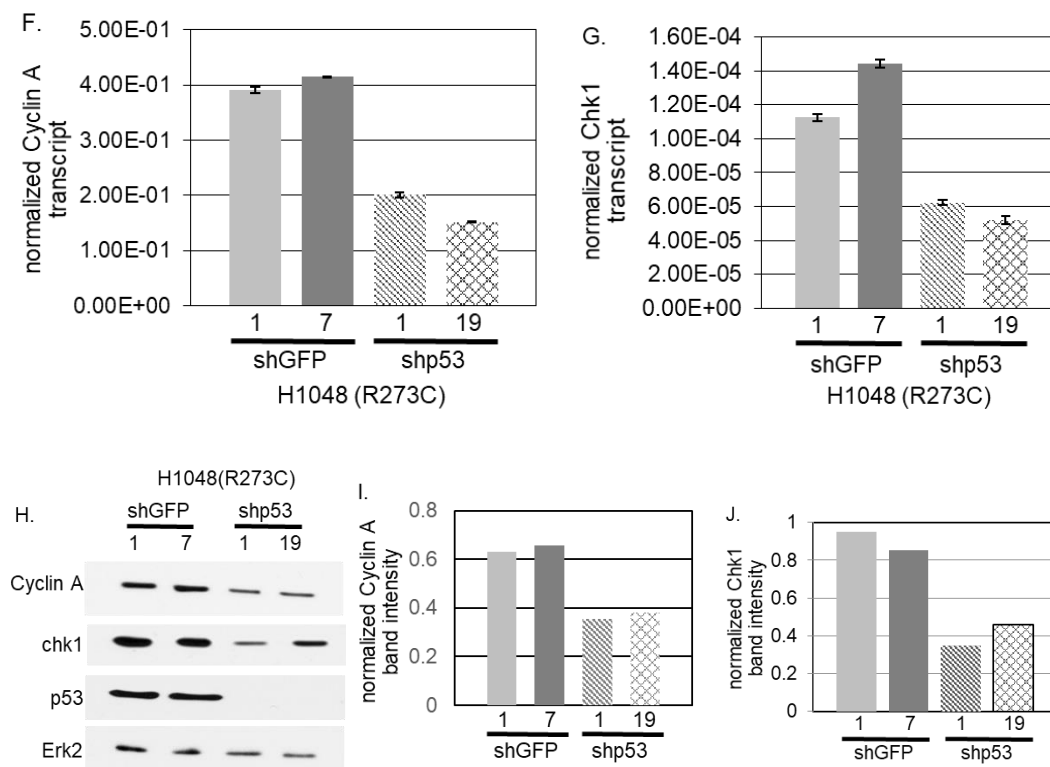 F.
normalized Cyclin A
transcript
5.00E-01
4.00E-01
3.00E-01
2.00E-01
1.00E-01
0.00E+00
1 7 1 19
shGFP shp53
H1048 (R273C)
G.
normalized Chk1
transcript
1.60E-04
1.40E-04
1.20E-04
1.00E-04
8.00E-05
6.00E-05
4.00E-05
2.00E-05
0.00E+00
1 7 1 19
shGFP shp53
H1048 (R273C)
H.
H1048(R273C)
shGFP shp53
1 7 1 19
Cyclin A
chk1
p53
Erk2
I.
normalized Cyclin A
band intensity
0.8
0.6
0.4
0.2
0
1 7 1 19
shGFP shp53
J.
normalized Chk1
band intensity
1
0.8
0.6
0.4
0.2
0
1 7 1 19
shGFP shp53